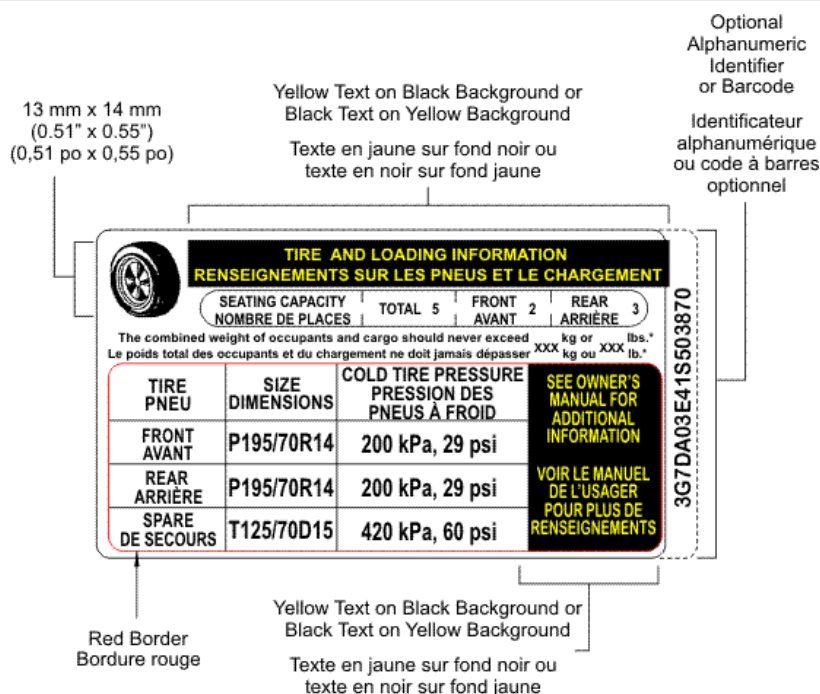 Optional
Alphanumeric
Identifier
or Barcode
Identificateur
alphanumérique
ou code à barres
optionnel
Yellow Text on Black Background or
Black Text on Yellow Background
Texte en jaune sur fond noir ou
texte en noir sur fond jaune
13 mm x 14 mm
(0.51” x 0.55”)
(0,51 po x 0,55 po)
TIRE AND LOADING INFORMATION
RENSEIGNEMENTS SUR LES PNEUS ET LE CHARGEMENT
SEATING CAPACITY
NOMBRE DE PLACES
TOTAL 5
FRONT
AVANT
2
REAR
ARRIÈRE
3
The combined weight of occupants and cargo should never exceed XXX kg or XXX lbs.*
Le poids total des occupants et du chargement ne doit jamais dépasser XXX kg ou XXX lb.*
TIRE
PNEU
SIZE
DIMENSIONS
COLD TIRE PRESSURE
PRESSION DES
PNEUS À FROID
FRONT
AVANT
P195/70R14
200 kPa, 29 psi
REAR
ARRIÈRE
P195/70R14
200 kPa, 29 psi
SPARE
DE SECOURS
T125/70D15
420 kPa, 60 psi
SEE OWNER’S
MANUAL FOR
ADDITIONAL
INFORMATION
VOIR LE MANUEL
DE L’USAGER
POUR PLUS DE
RENSEIGNEMENTS
3G7DA03E41S503870
Red Border
Bordure rouge
Yellow Text on Black Background or
Black Text on Yellow Background
Texte en jaune sur fond noir ou
texte en noir sur fond jaune